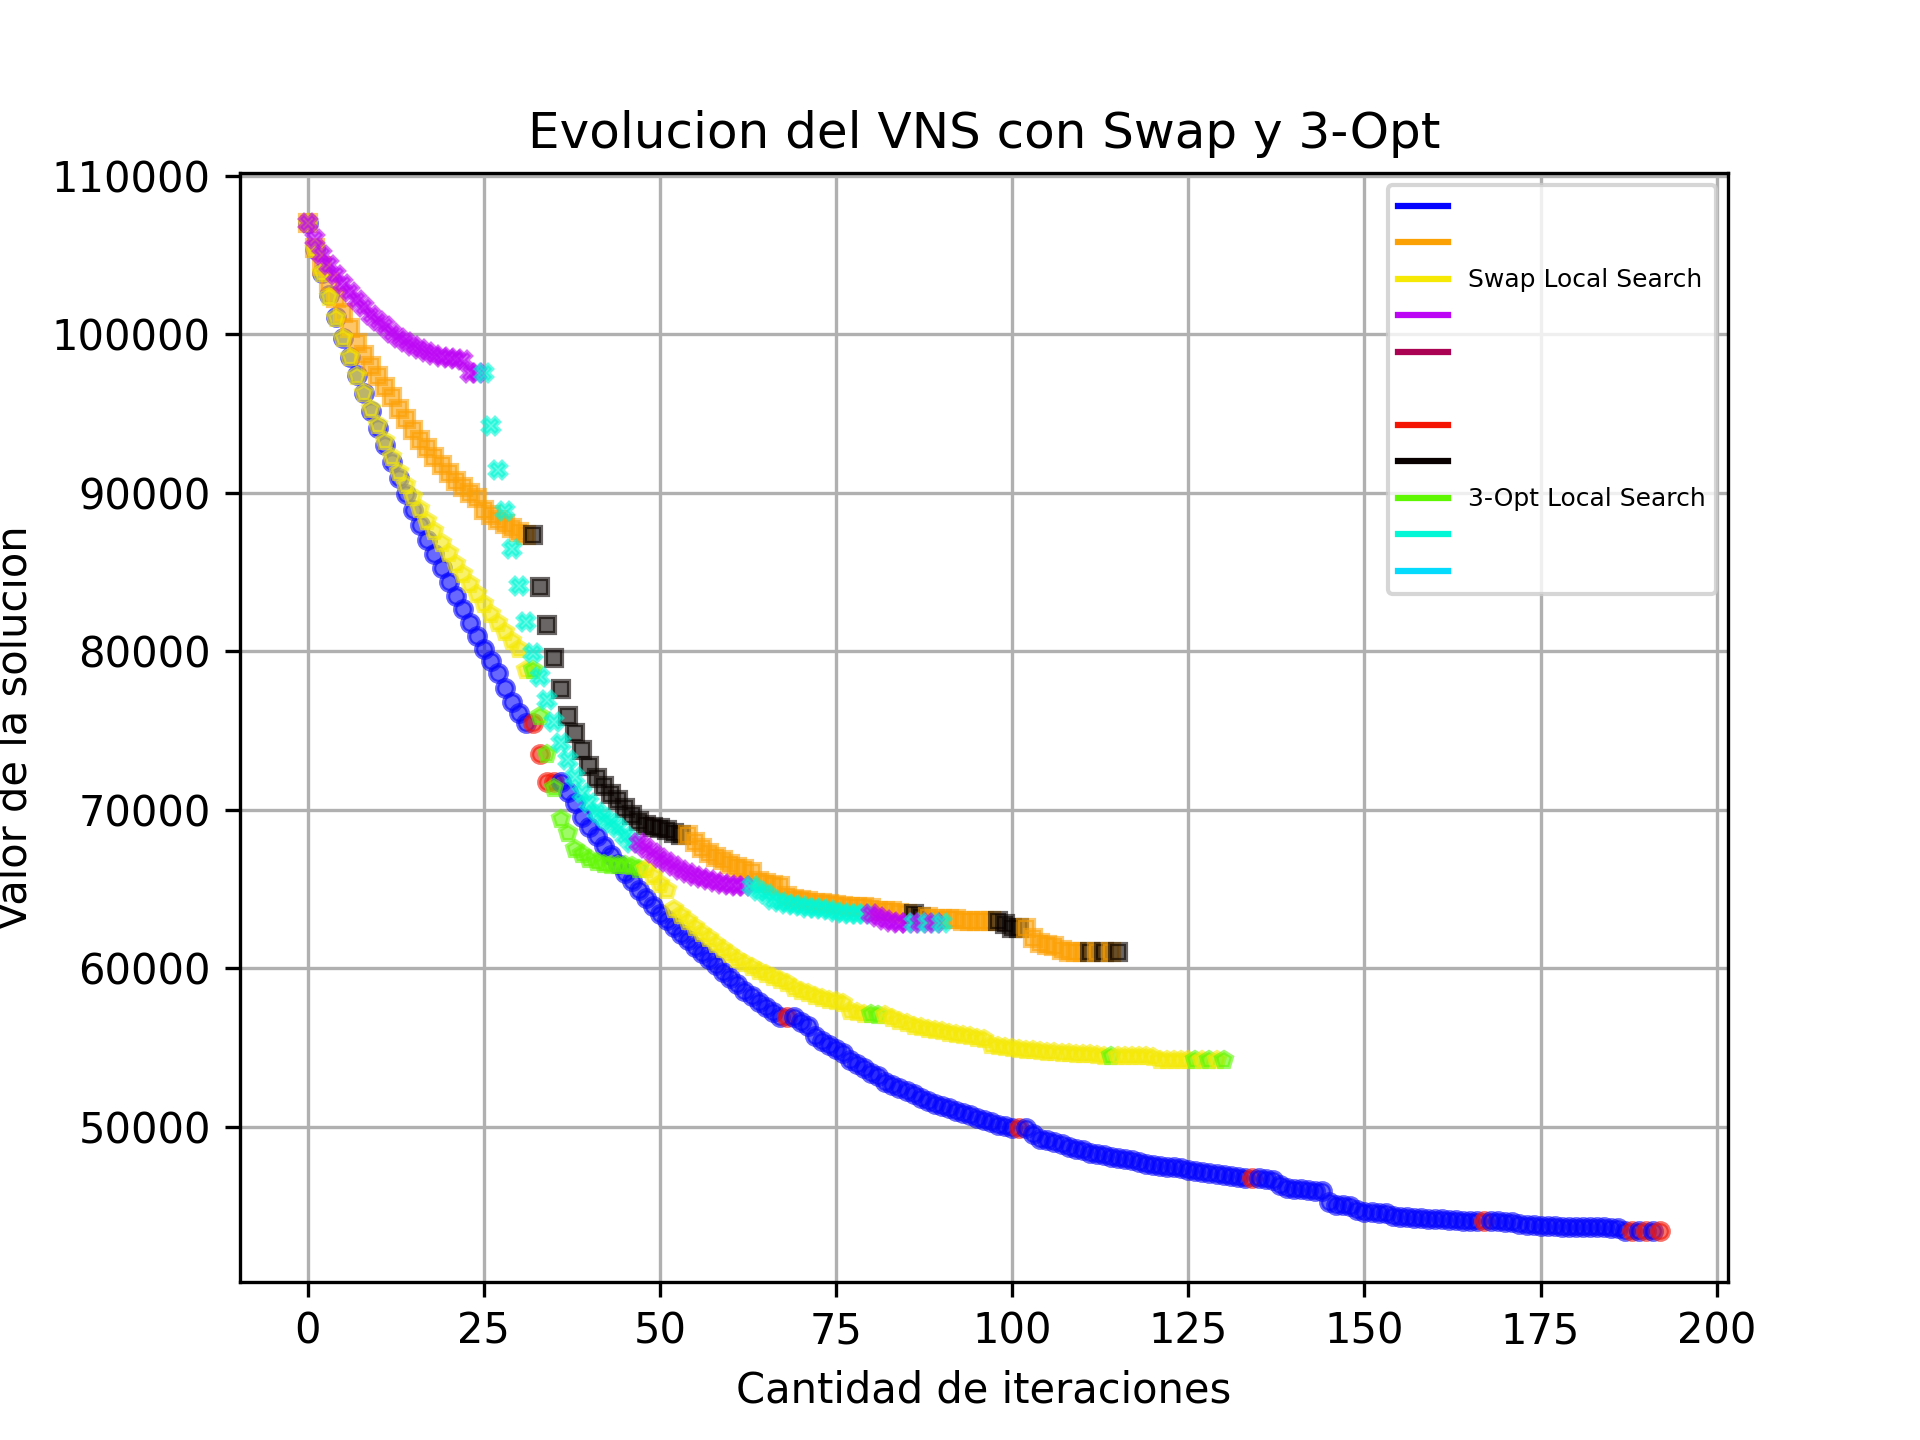 Evolucion del VNS con Swap y 3-Opt
110000
100000
90000
80000
70000
60000
50000
Valor de la solucion
Swap Local Search
3-Opt Local Search
0 25 50 75 100 125 150 175 200
Cantidad de iteraciones